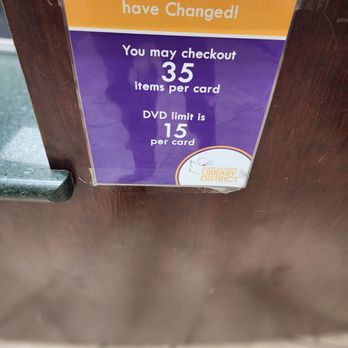 have Changed!
You may checkout
35
items per card
DVD limit is
15
per card
LIBRARY
DISTRICT